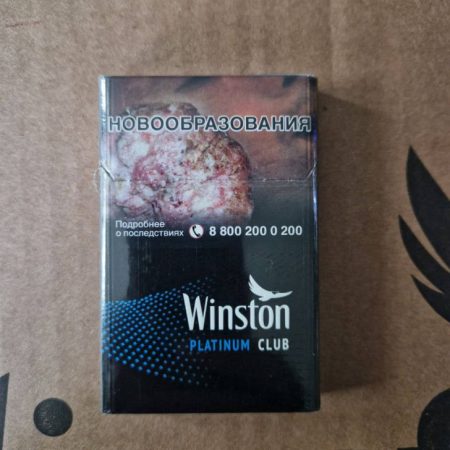 НОВООБРАЗОВАНИЯ
Подробнее
о последствиях 8 800 200 0 200
Winston
PLATINUM CLUB